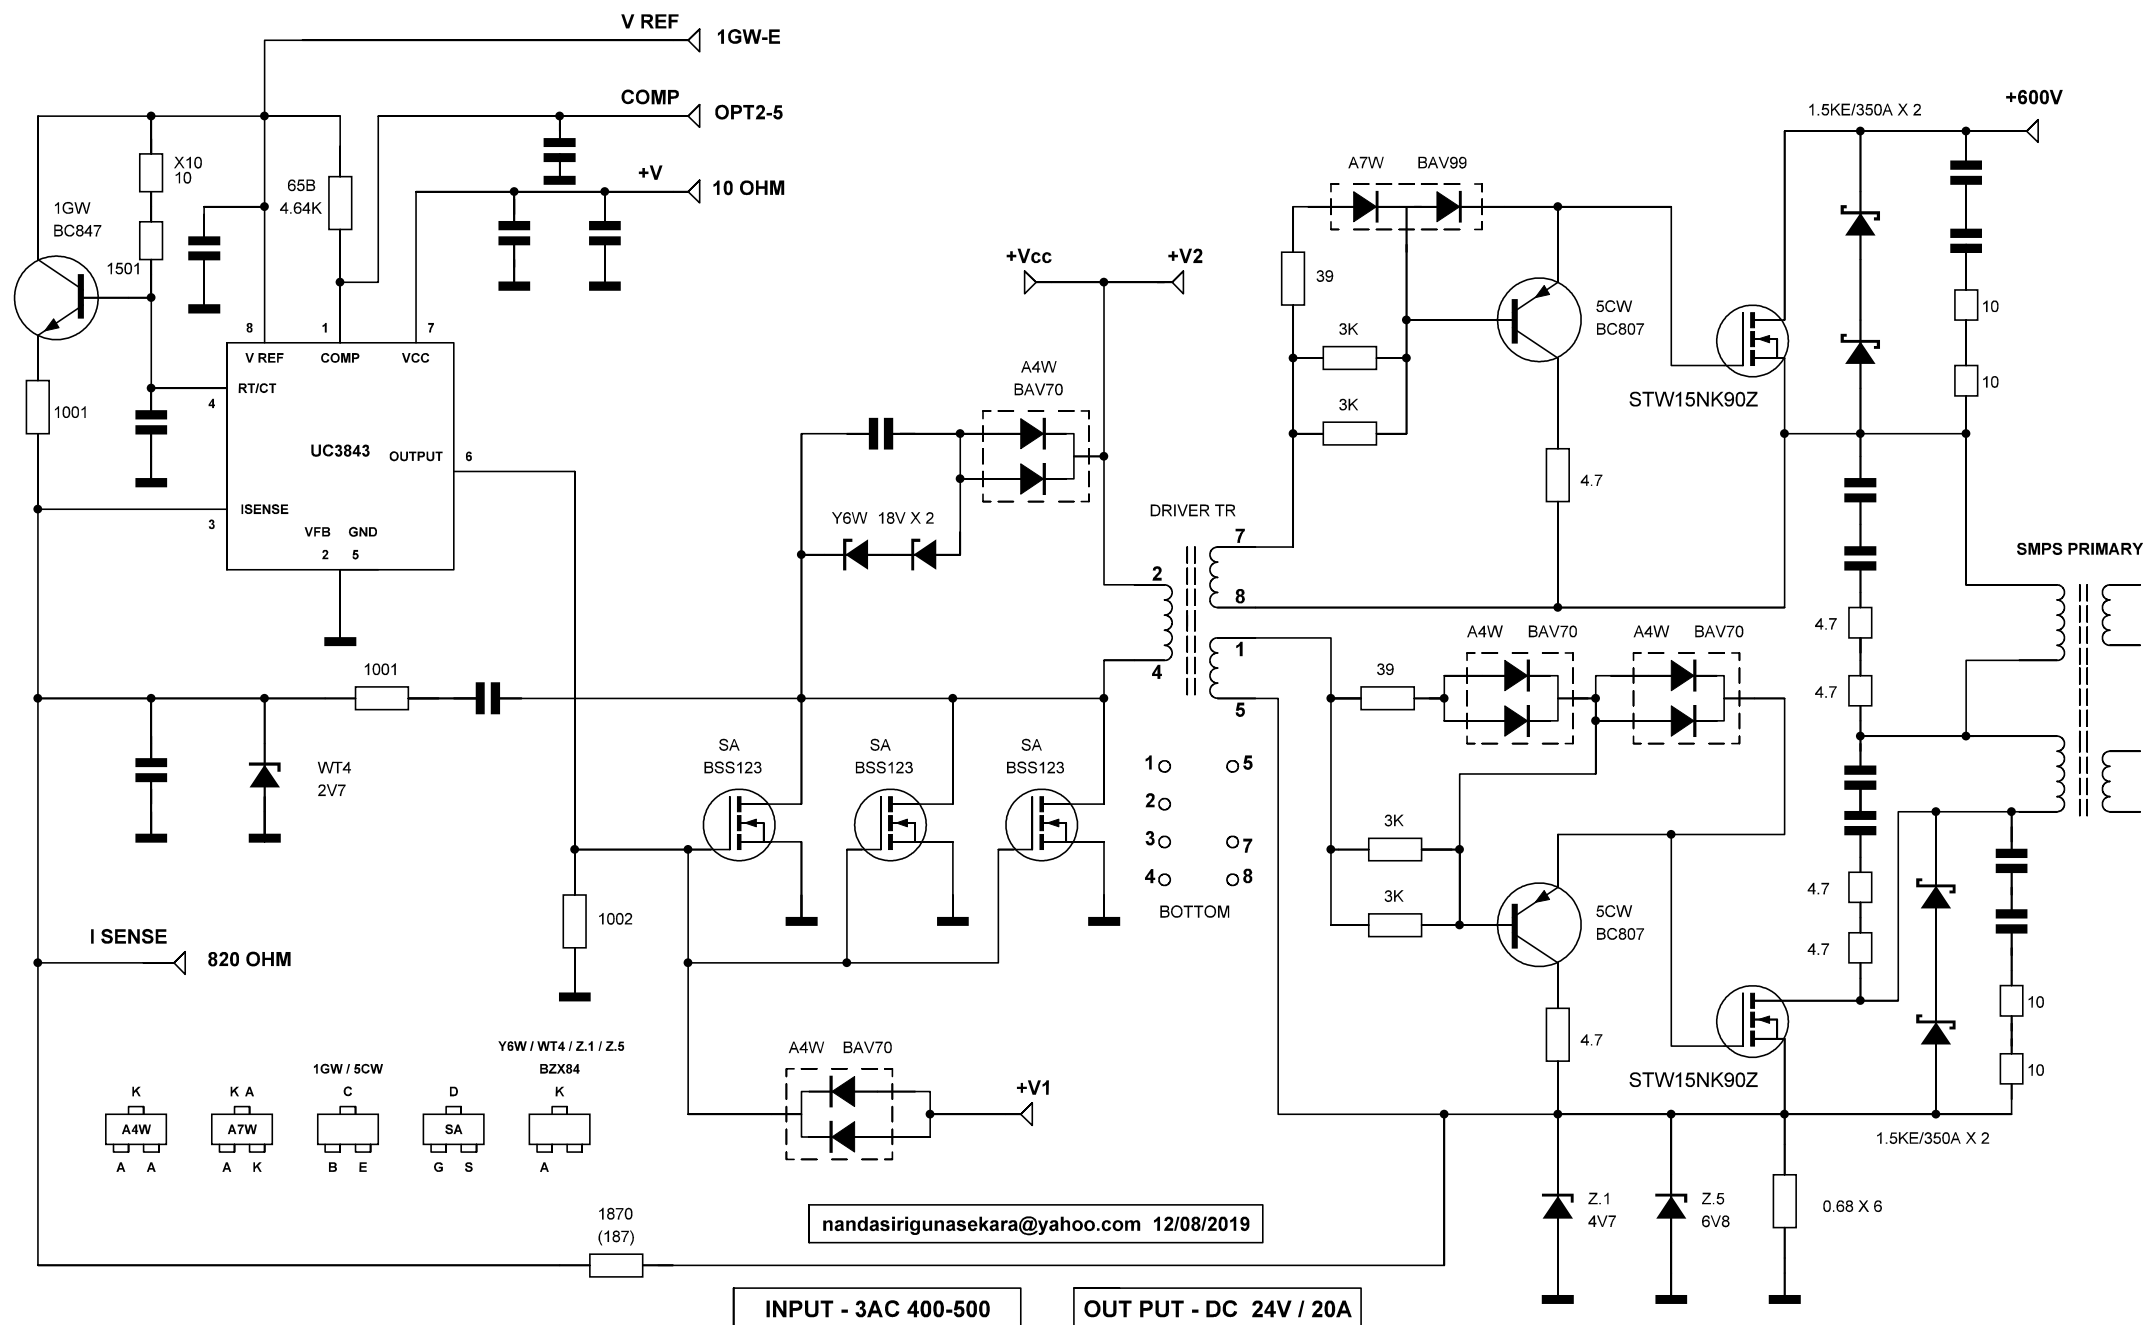 V REF
1GW-E
COMP
OPT2-5
+V
10 OHM
X10
10
65B
4.64K
1GW
BC847
1501
1001
8
1
7
V REF
COMP
VCC
RT/CT
4
UC3843
OUTPUT
6
ISENSE
3
VFB
GND
2
5
1001
WT4
2V7
I SENSE
820 OHM
1002
+Vcc
+V2
A4W
BAV70
Y6W 18V X 2
DRIVER TR
2
4
7
8
1
5
SA
BSS123
SA
BSS123
SA
BSS123
1
5
2
3
7
4
8
BOTTOM
A4W BAV70
+V1
A7W BAV99
39
3K
3K
5CW
BC807
4.7
STW15NK90Z
1.5KE/350A X 2
+600V
10
10
SMPS PRIMARY
4.7
4.7
A4W BAV70
A4W BAV70
39
3K
3K
5CW
BC807
4.7
STW15NK90Z
4.7
4.7
10
10
1.5KE/350A X 2
Z.1
4V7
Z.5
6V8
0.68 X 6
Y6W / WT4 / Z.1 / Z.5
1GW / 5CW
BZX84
K
K A
C
D
K
A4W
A7W
SA
A A
A K
B E
G S
A
1870
(187)
nandasirigunasekara@yahoo.com 12/08/2019
INPUT - 3AC 400-500
OUT PUT - DC 24V / 20A